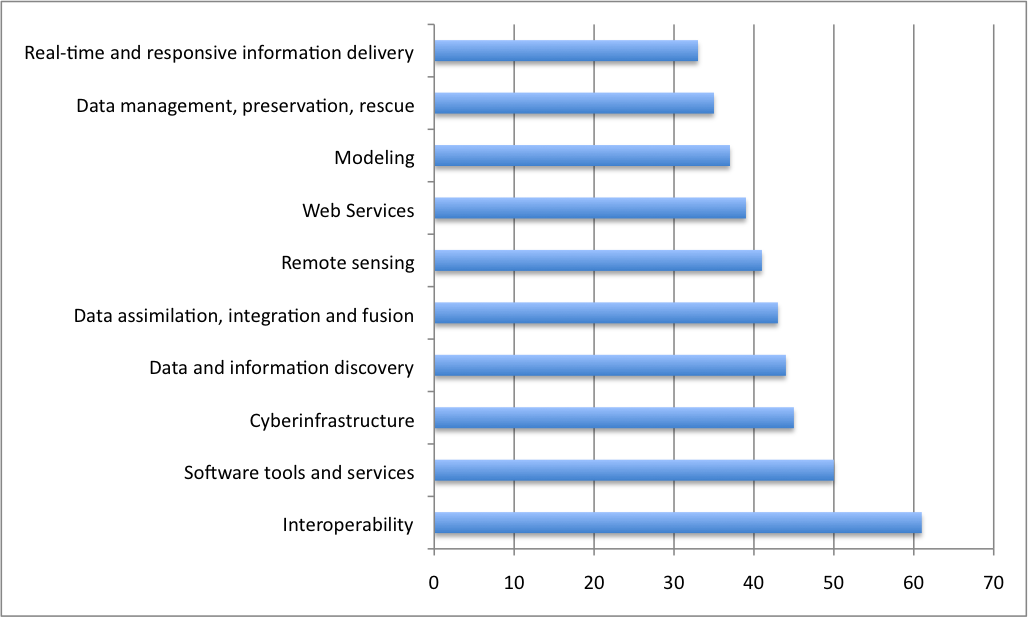 Real-time and responsive information delivery
Data management, preservation, rescue
Modeling
Web Services
Remote sensing
Data assimilation, integration and fusion
Data and information discovery
Cyberinfrastructure
Software tools and services
Interoperability
0 10 20 30 40 50 60 70